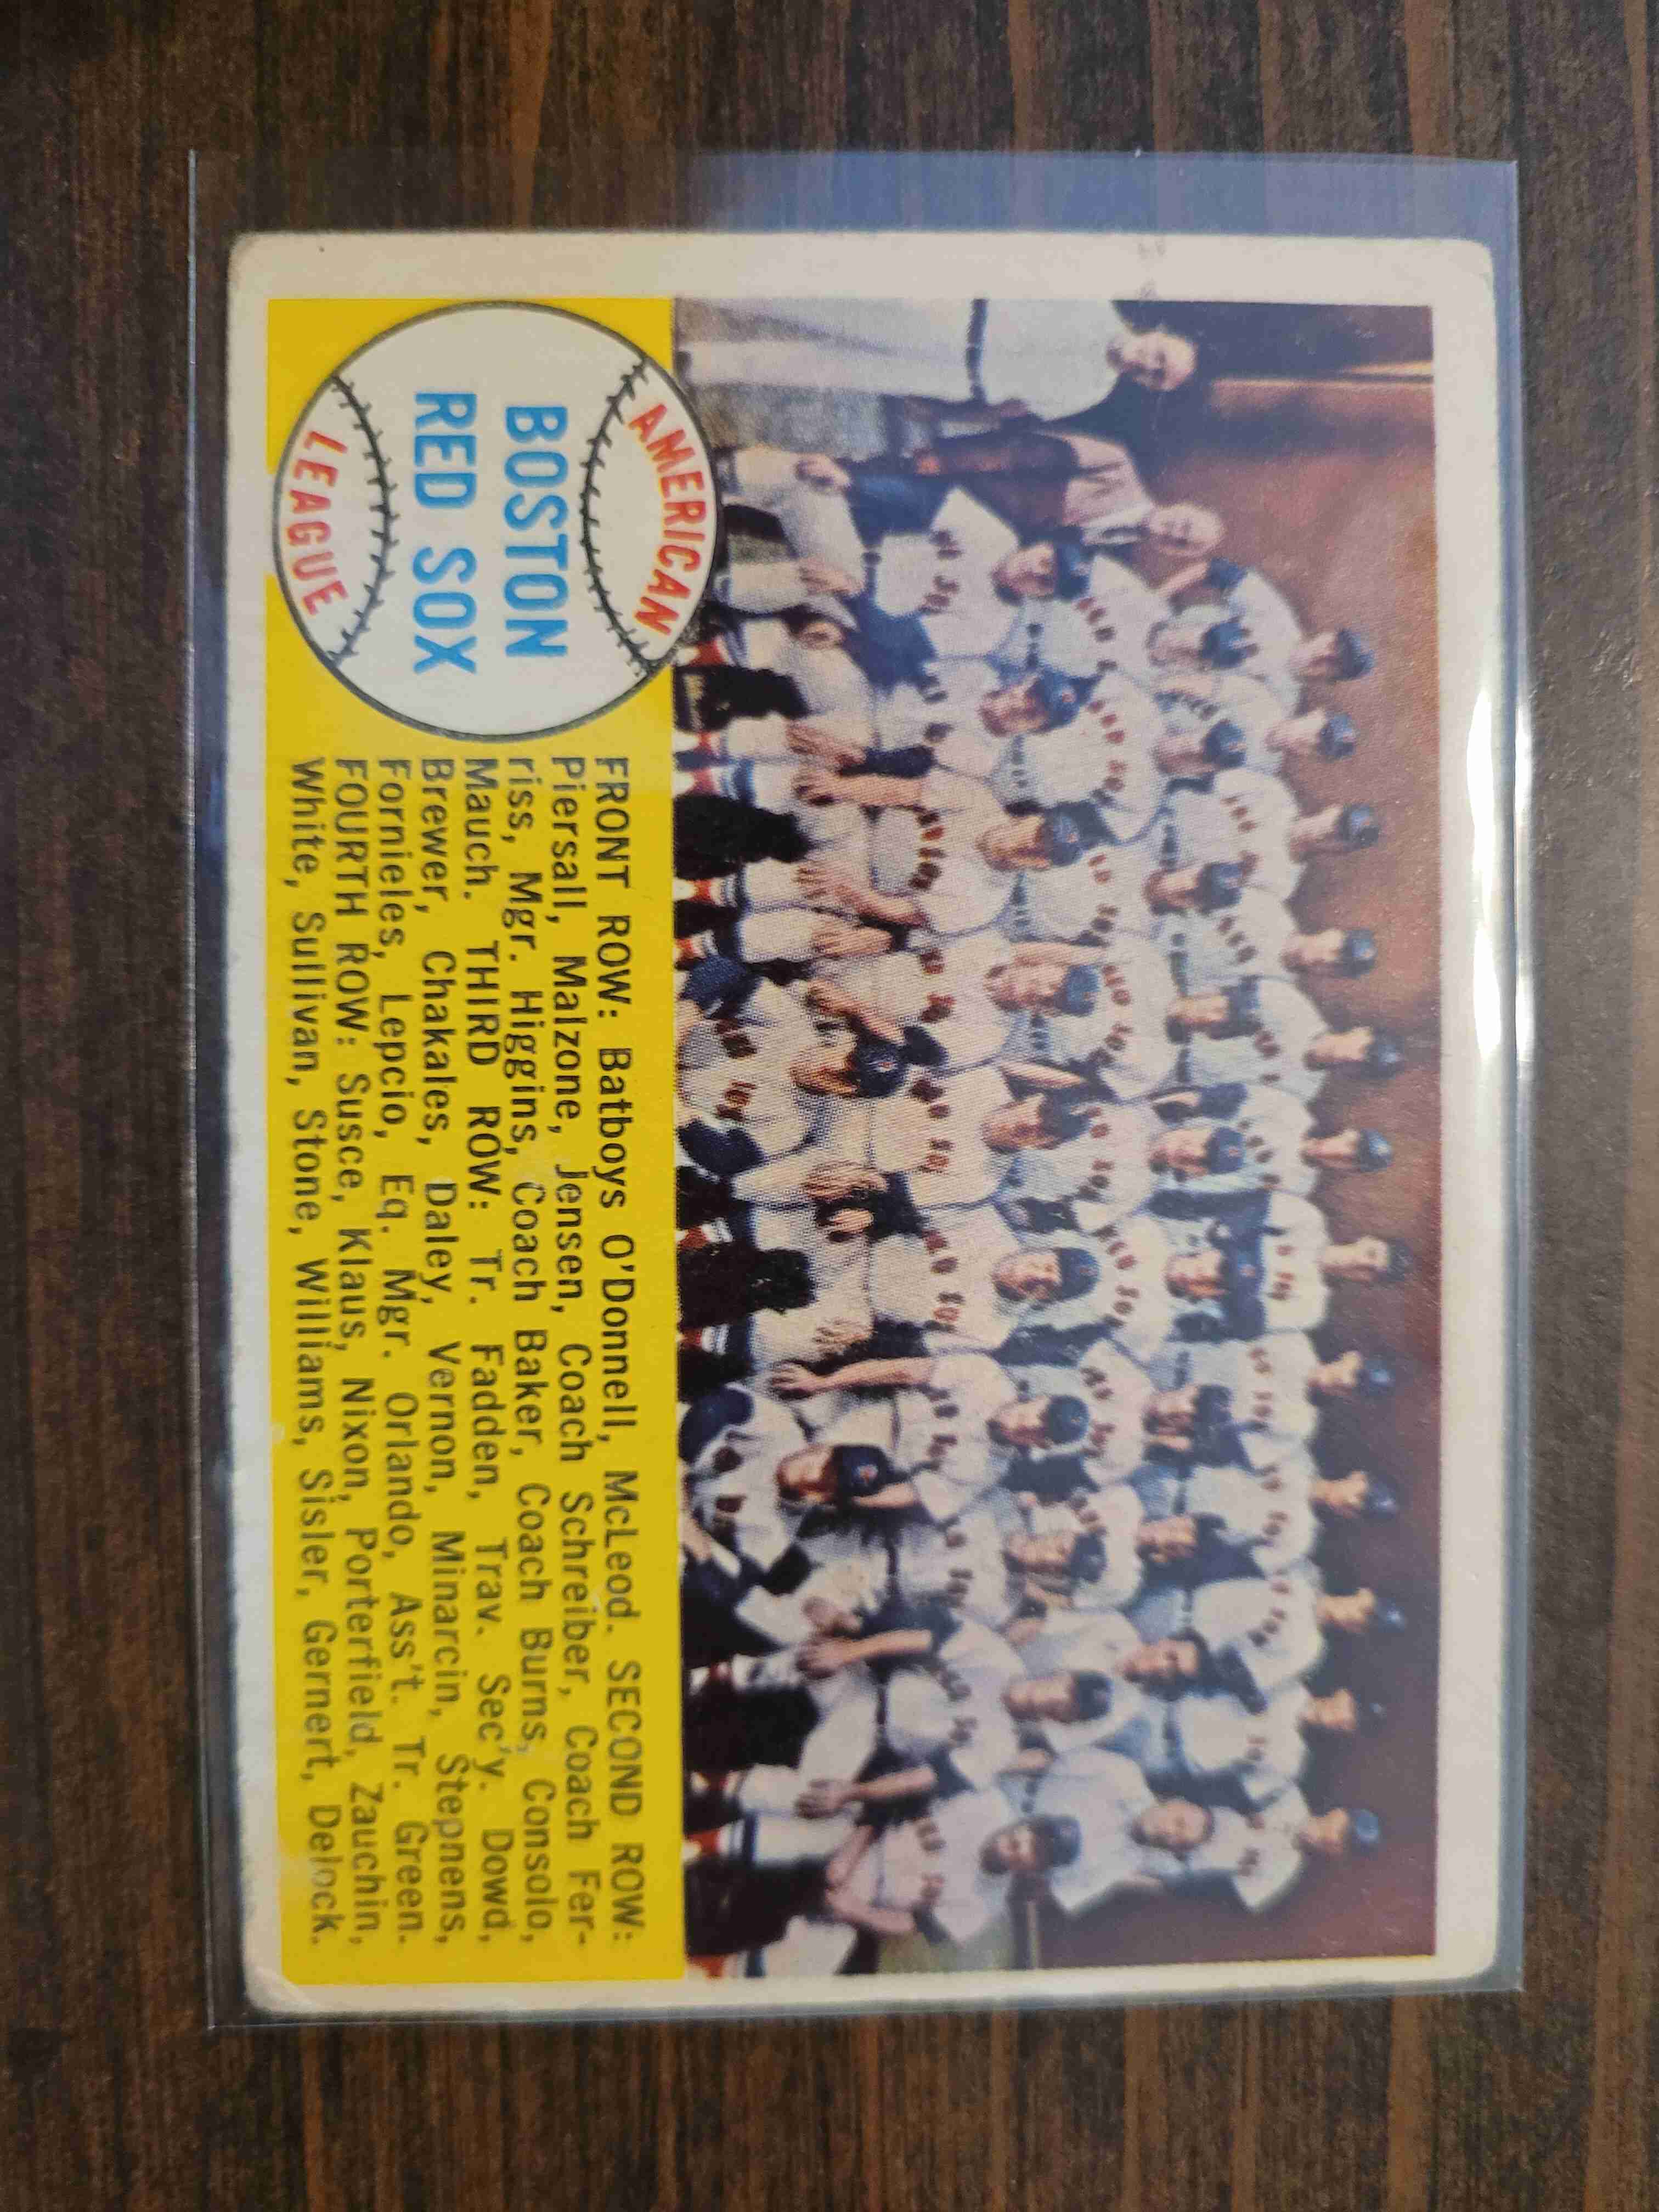 AMERICAN
BOSTON
RED SOX
LEAGUE
FRONT ROW: Batboys O'Donnell, McLeod. SECOND ROW:
Piersall, Malzone, Jensen, Coach Schreiber, Coach Fer-
riss, Mgr. Higgins, Coach Baker, Coach Burns, Consolo,
Mauch. THIRD ROW: Tr. Fadden, Trav. Sec'y. Dowd,
Brewer, Chakales, Daley, Vernon, Minarcin, Stephens,
Fornieles, Lepcio, Eq. Mgr. Orlando, Ass't. Tr. Green.
FOURTH ROW: Susce, Klaus, Nixon, Porterfield, Zauchin,
White, Sullivan, Stone, Williams, Sisler, Gernert, Delock.